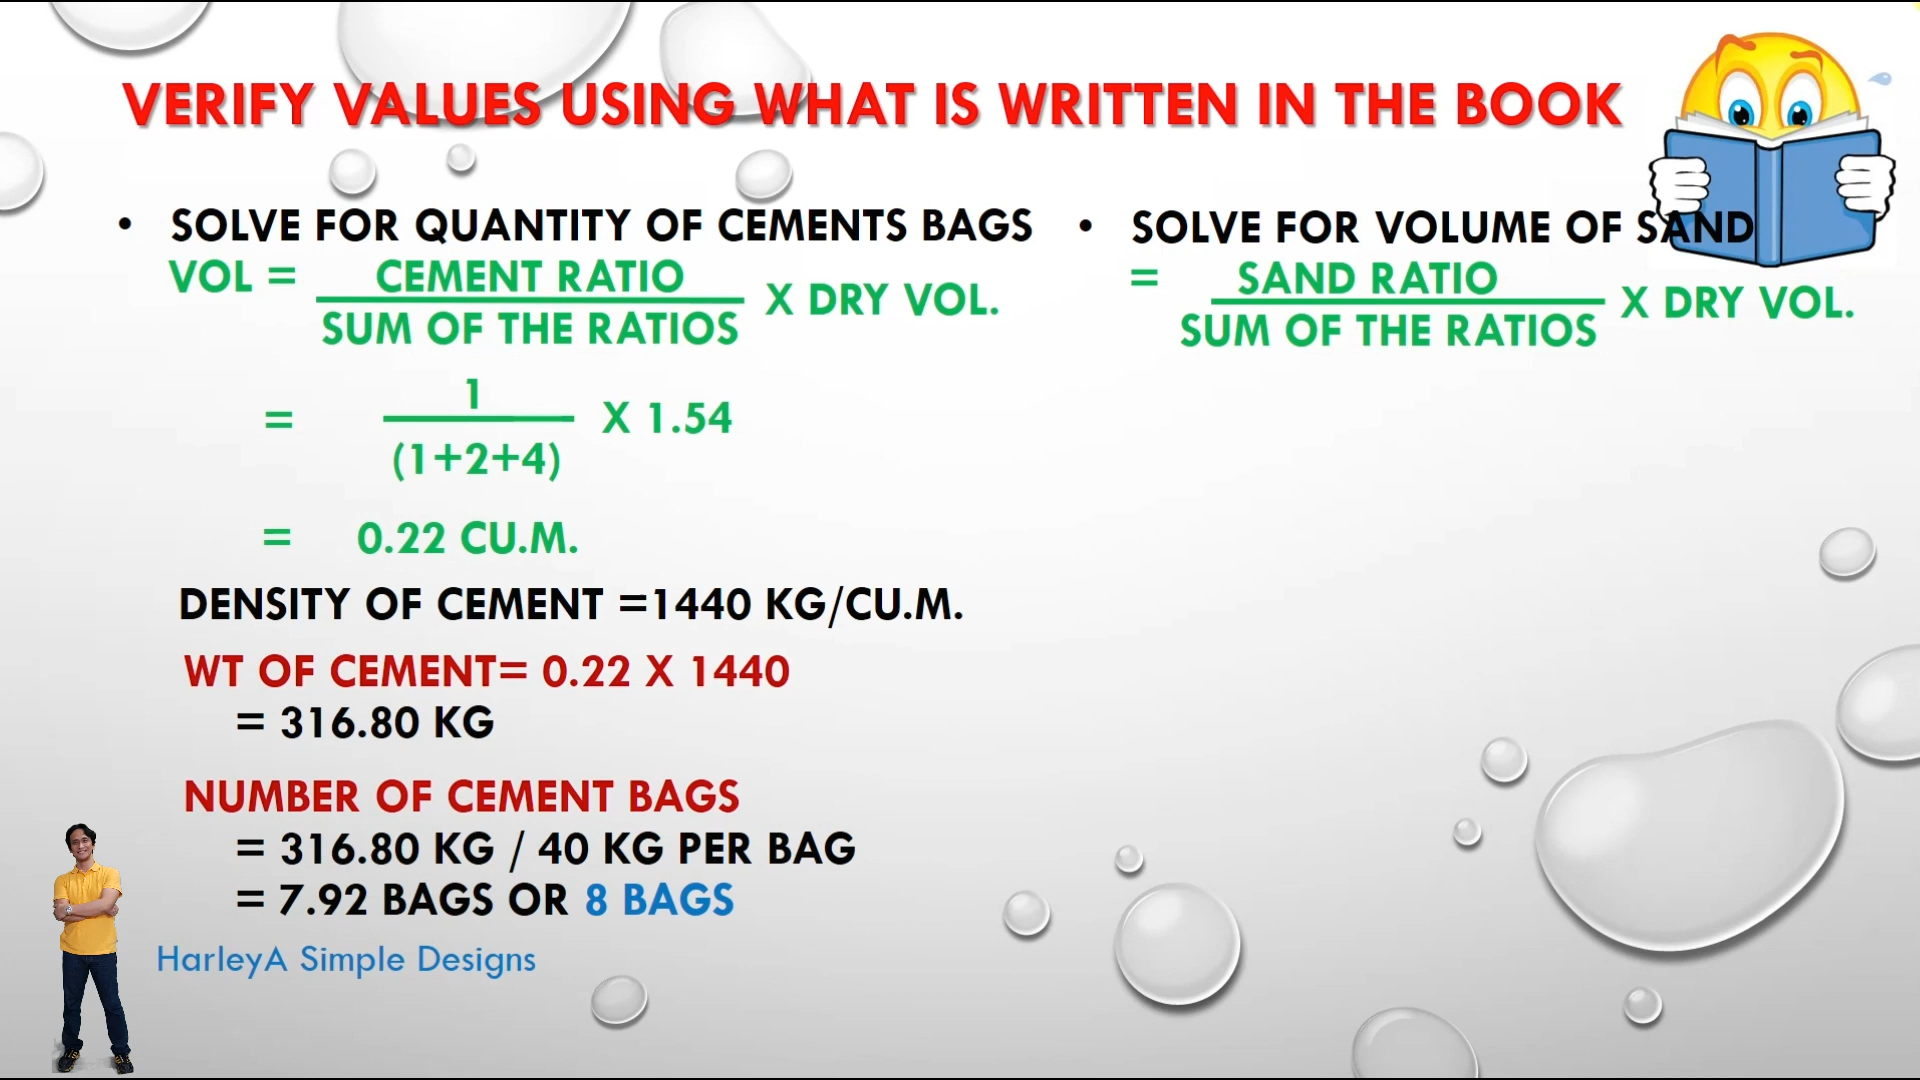 VERIFY VALUES USING WHAT IS WRITTEN IN THE BOOK
• SOLVE FOR QUANTITY OF CEMENTS BAGS
VOL = CEMENT RATIO
SUM OF THE RATIOS
X DRY VOL.
= 1
(1+2+4)
X 1.54
= 0.22 CU.M.
DENSITY OF CEMENT =1440 KG/CU.M.
WT OF CEMENT= 0.22 X 1440
= 316.80 KG
NUMBER OF CEMENT BAGS
= 316.80 KG / 40 KG PER BAG
= 7.92 BAGS OR 8 BAGS
HarleyA Simple Designs
• SOLVE FOR VOLUME OF SAND
= SAND RATIO
SUM OF THE RATIOS
X DRY VOL.